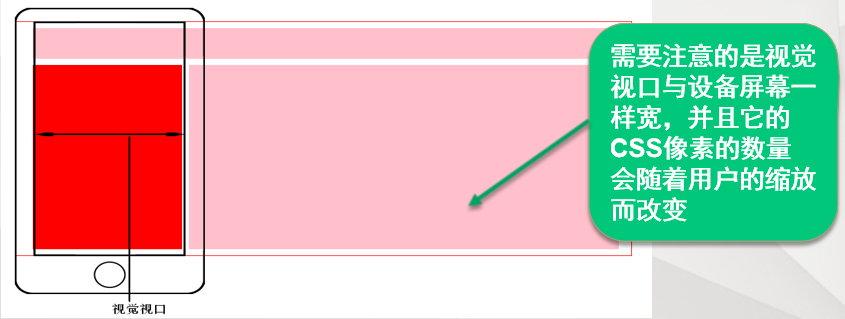 需要注意的是视觉
视口与设备屏幕一
样宽，并且它的
CSS像素的数量
会随着用户的缩放
而改变
视觉视口